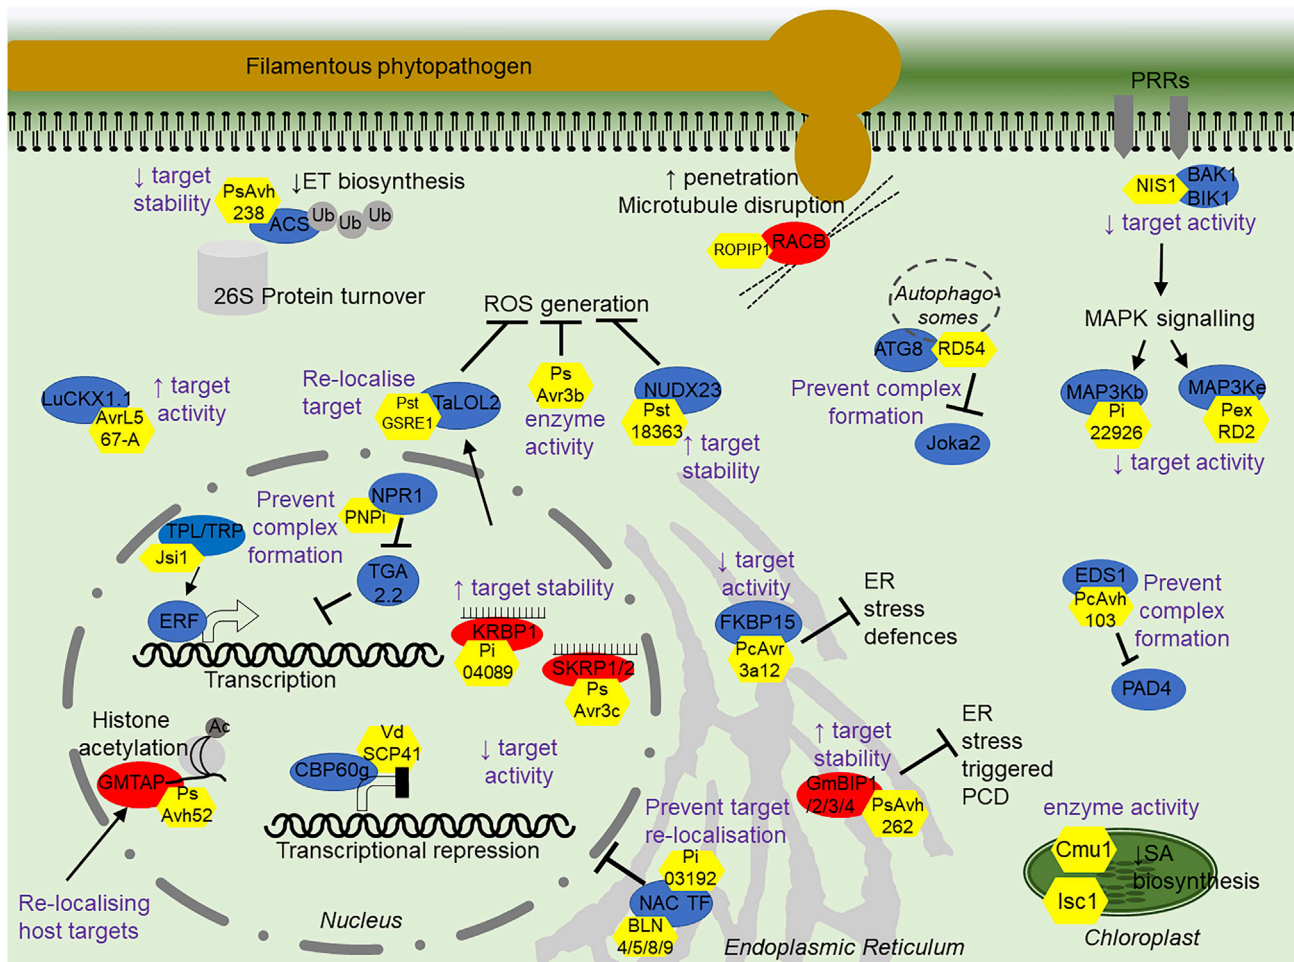 Filamentous phytopathogen
PRRs
↓ target
stability
PsAvh
238
↓ET biosynthesis
ACS
Ub
Ub
Ub
26S Protein turnover
↑ penetration
Microtubule disruption
ROPIP1
RACB
NIS1
BAK1
BIK1
↓ target activity
MAPK signalling
MAP3Kb
Pi
22926
MAP3Ke
Pex
RD2
↓ target activity
Autophago-
somes
ATG8
RD54
Prevent complex
formation
Joka2
ROS generation
LuCKX1.1
AvrL5
67-A
↑ target
activity
Re-localise
target
Pst
GSRE1
TaLOL2
Ps
Avr3b
enzyme
activity
NUDX23
Pst
18363
↑ target
stability
Prevent
complex
formation
NPR1
PNPi
TGA
2.2
TPL/TRP
Jsi1
ERF
Transcription
↑ target stability
KRBP1
Pi
04089
SKRP1/2
Ps
Avr3c
↓ target
activity
FKBP15
PcAvr
3a12
ER
stress
defences
EDS1
PcAvh
103
Prevent
complex
formation
PAD4
Histone
acetylation
Ac
GMTAP
Ps
Avh52
Re-localising
host targets
Vd
SCP41
CBP60g
↓ target
activity
Transcriptional repression
Nucleus
Prevent target
re-localisation
Pi
03192
NAC TF
BLN
4/5/8/9
↑ target
stability
GmBIP1
/2/3/4
PsAvh
262
ER
stress
triggered
PCD
Endoplasmic Reticulum
enzyme activity
Cmu1
Isc1
↓SA
biosynthesis
Chloroplast